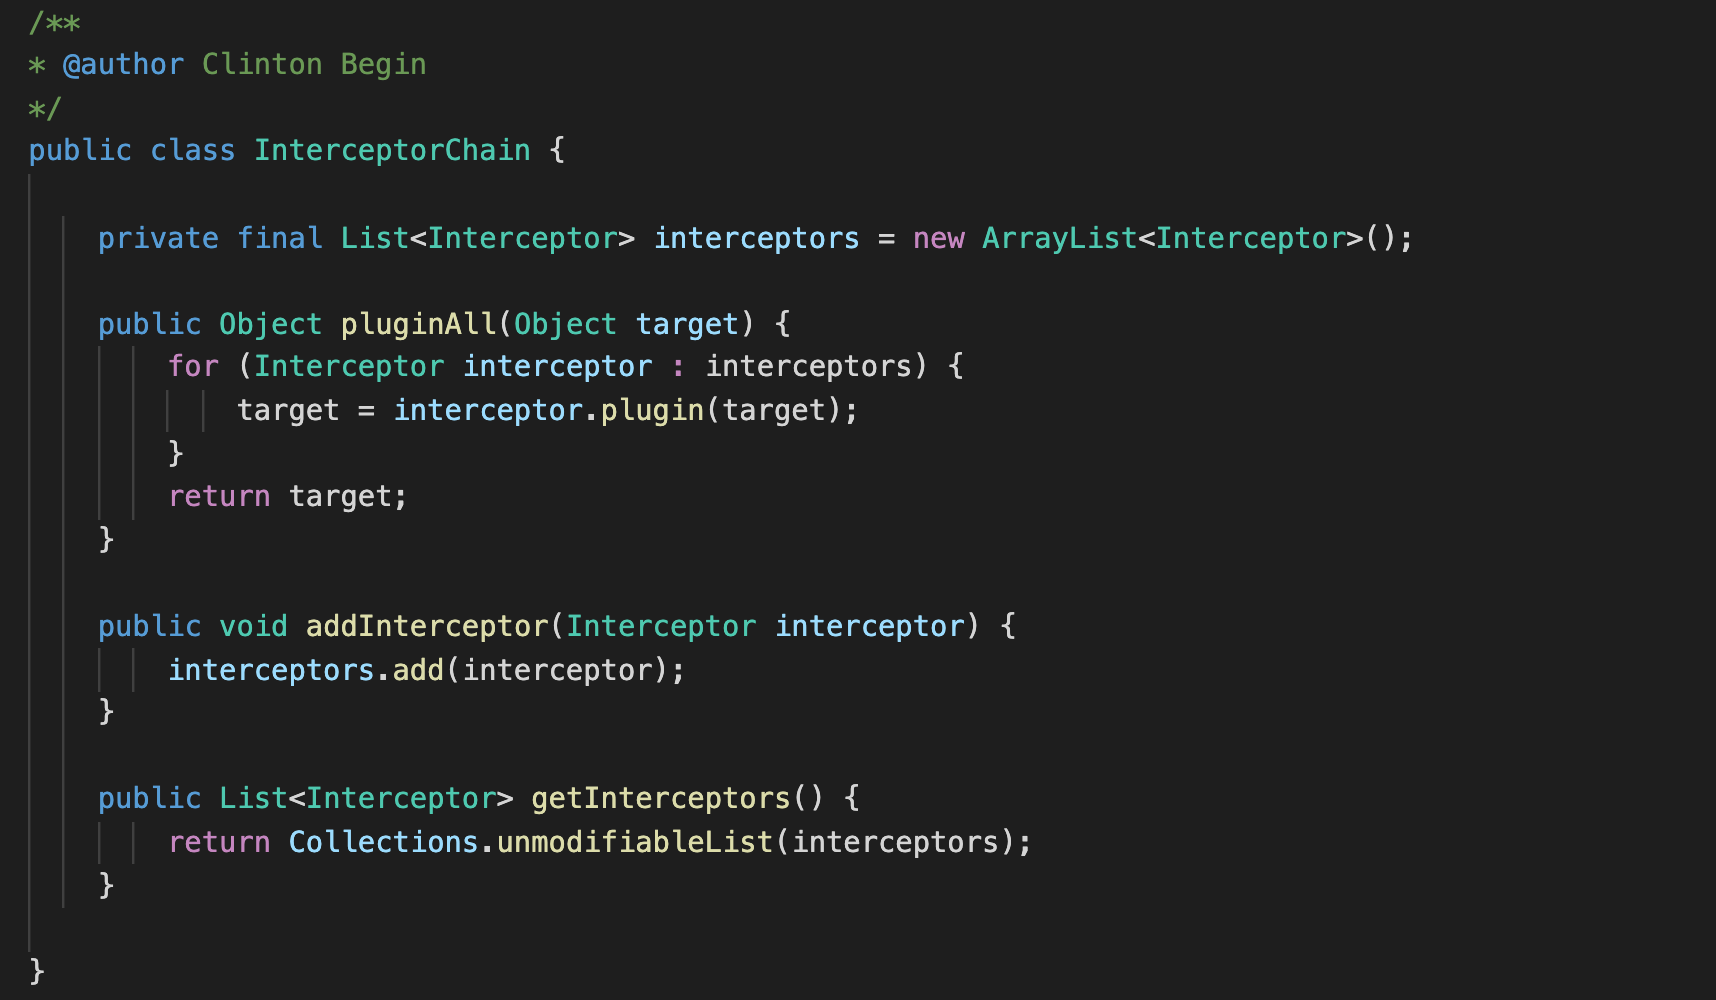 /**
* @author Clinton Begin
*/
public class InterceptorChain {
private final List<Interceptor> interceptors = new ArrayList<Interceptor>();
public Object pluginAll(Object target) {
for (Interceptor interceptor : interceptors) {
target = interceptor.plugin(target);
}
return target;
}
public void addInterceptor(Interceptor interceptor) {
interceptors.add(interceptor);
}
public List<Interceptor> getInterceptors() {
return Collections.unmodifiableList(interceptors);
}
}